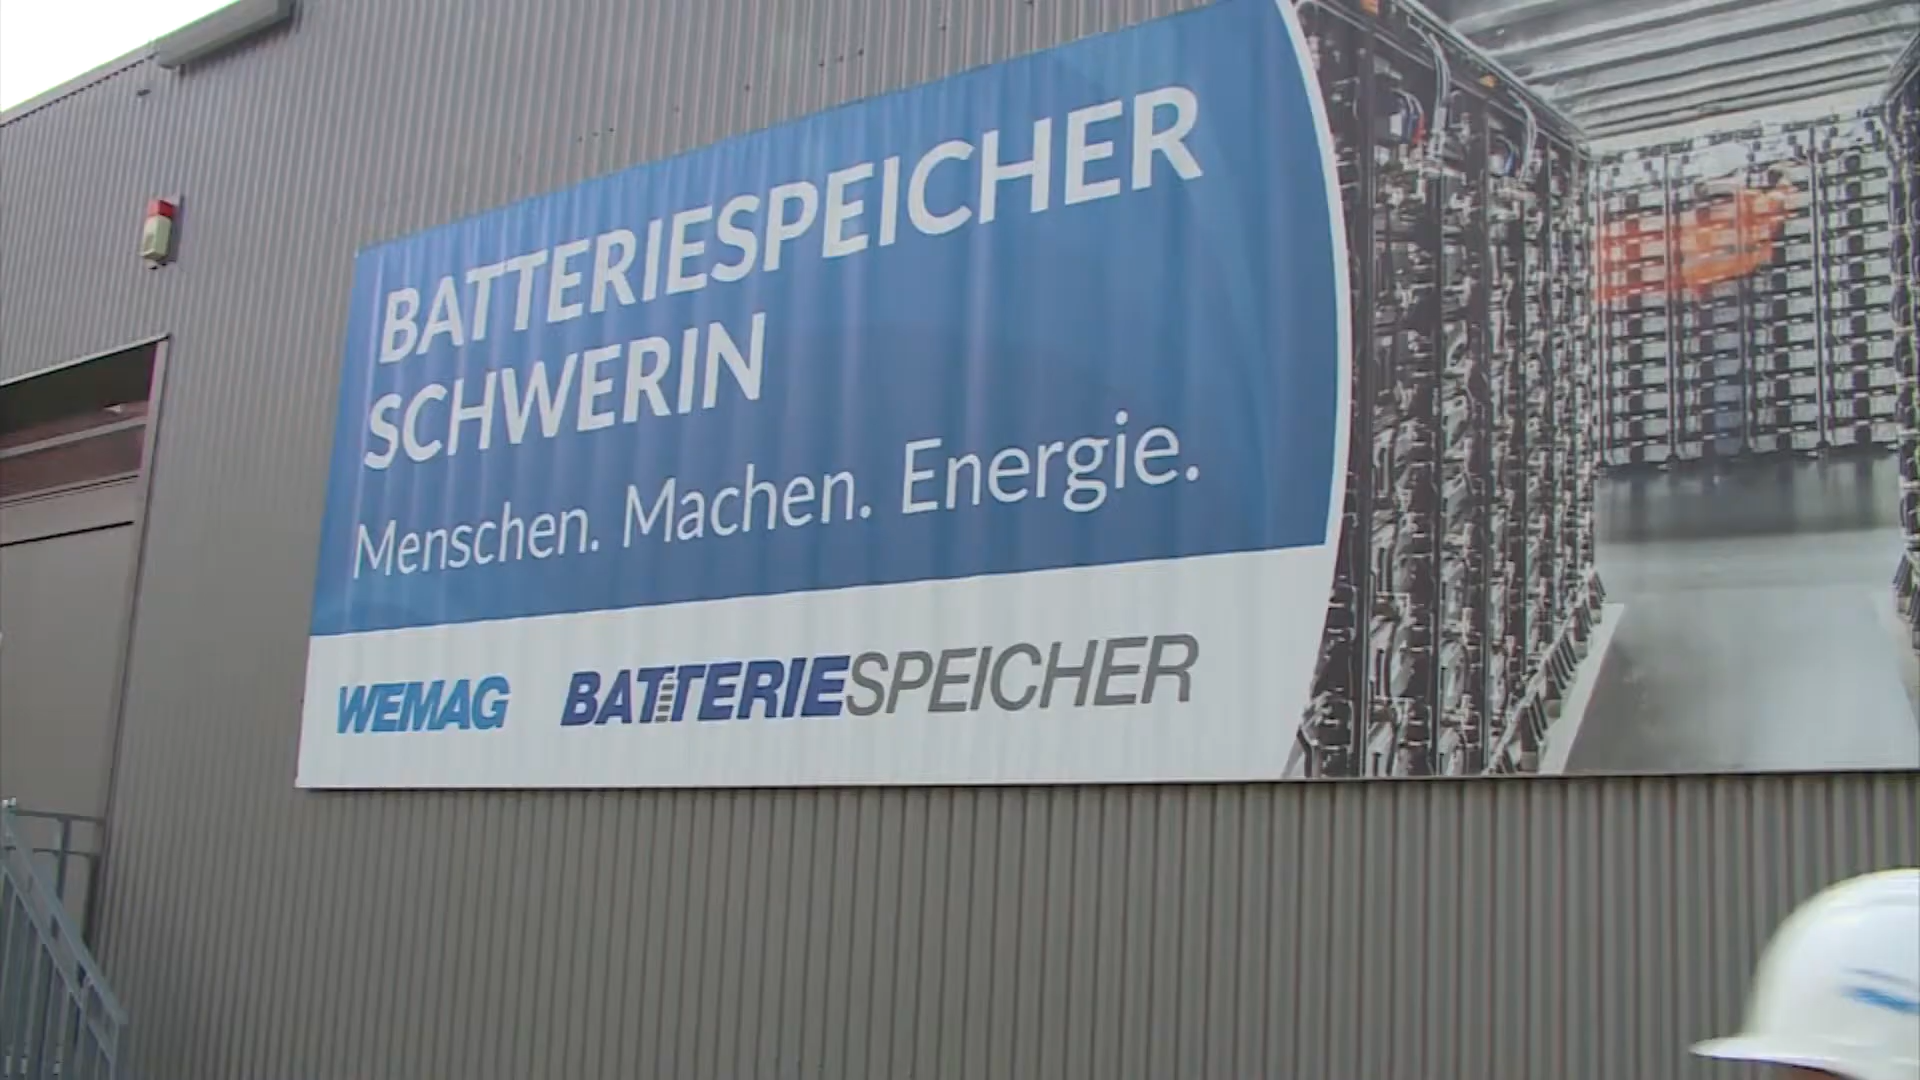 BATTERIESPEICHER
SCHWERIN
Menschen. Machen. Energie.
WEMAG BATTERIESPEICHER